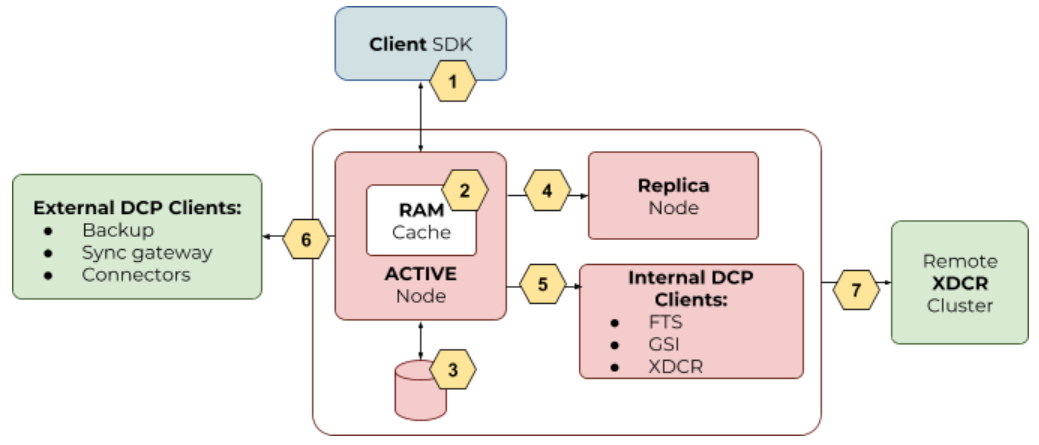 Client SDK
1
2
RAM
Cache
ACTIVE
Node
3
4
Replica
Node
5
Internal DCP
Clients:
● FTS
● GSI
● XDCR
6
External DCP Clients:
● Backup
● Sync gateway
● Connectors
7
Remote
XDCR
Cluster